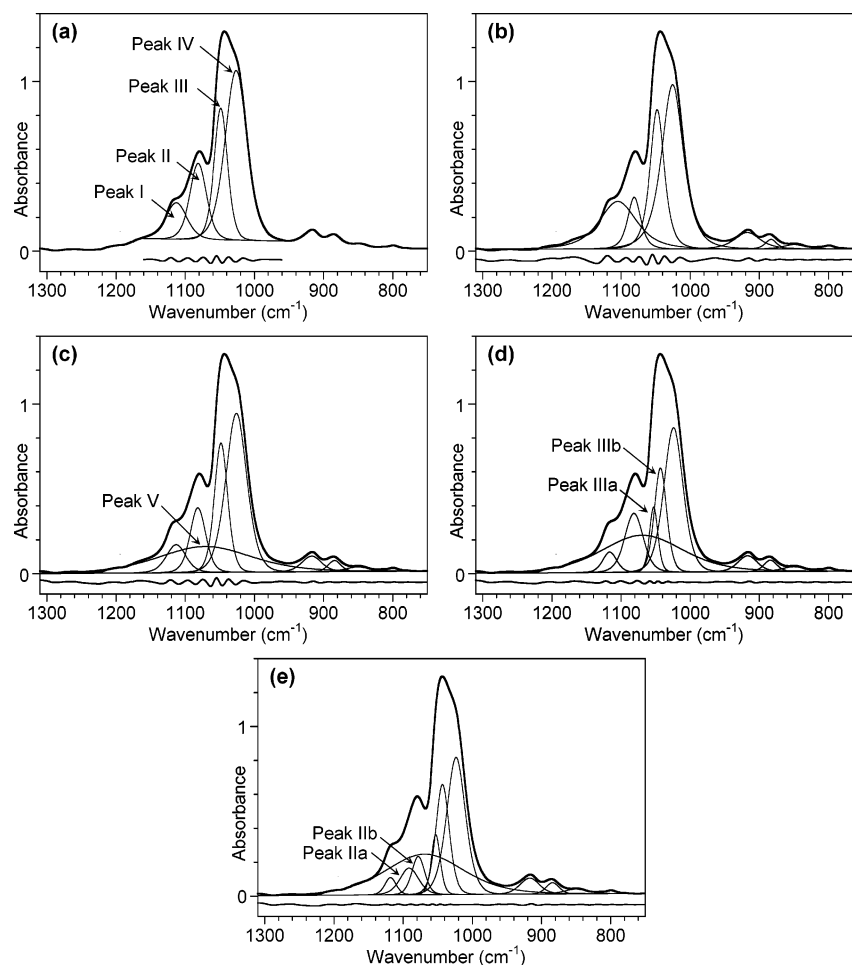 (a)
Peak IV
Peak III
Peak II
Peak I
1
0
Absorbance
1300 1200 1100 1000 900 800
Wavenumber (cm-1)
(b)
1
0
Absorbance
1300 1200 1100 1000 900 800
Wavenumber (cm-1)
(c)
Peak V
1
0
Absorbance
1300 1200 1100 1000 900 800
Wavenumber (cm-1)
(d)
Peak IIIb
Peak IIIa
1
0
Absorbance
1300 1200 1100 1000 900 800
Wavenumber (cm-1)
(e)
Peak IIb
Peak IIa
1
0
Absorbance
1300 1200 1100 1000 900 800
Wavenumber (cm-1)